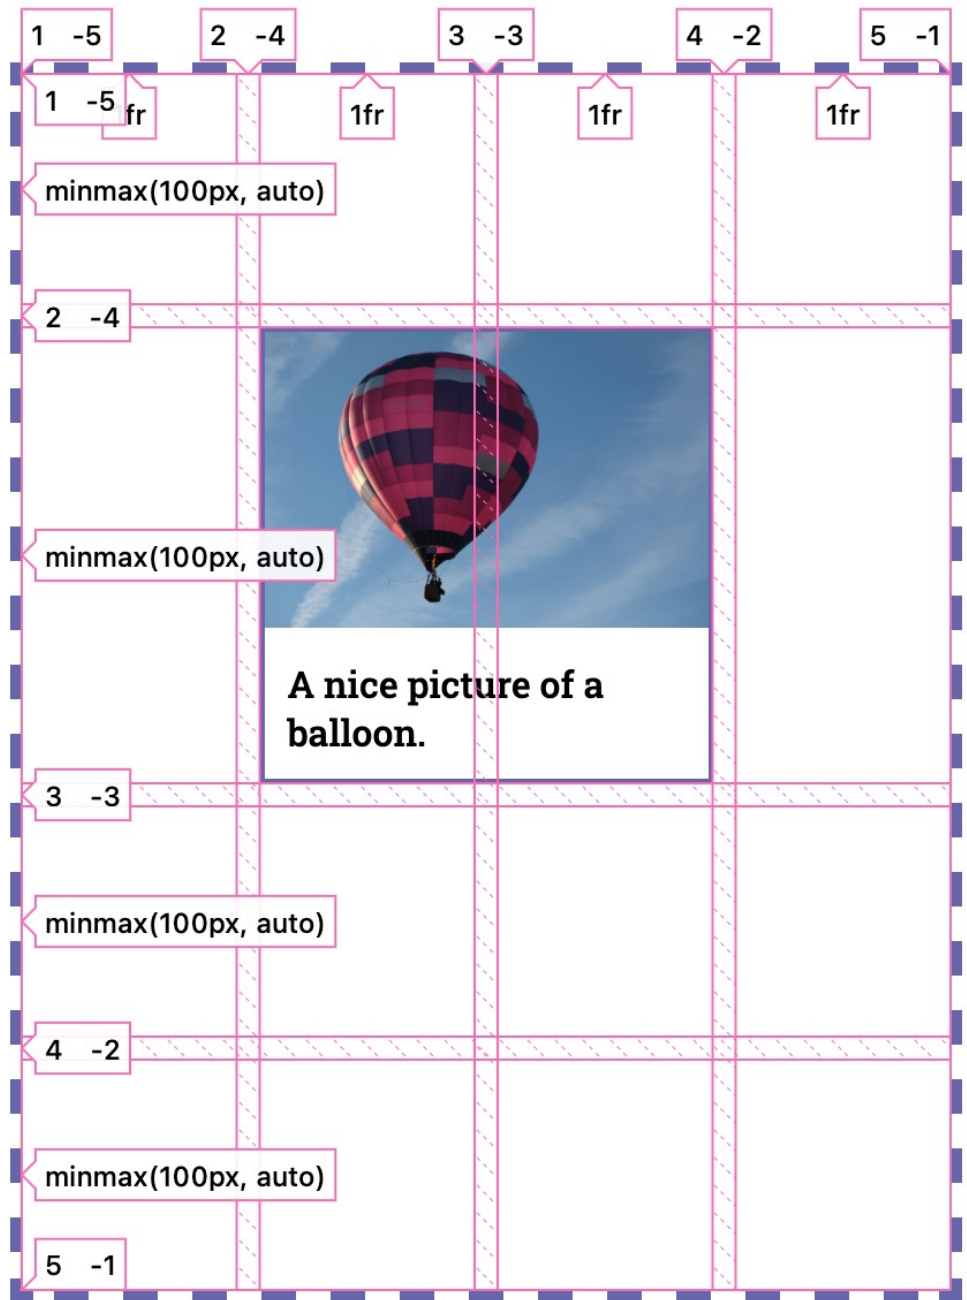 1 -5
2 -4
3 -3
4 -2
5 -1
1 -5
1fr
1fr
1fr
1fr
minmax(100px, auto)
2 -4
minmax(100px, auto)
A nice picture of a
balloon.
3 -3
minmax(100px, auto)
4 -2
minmax(100px, auto)
5 -1